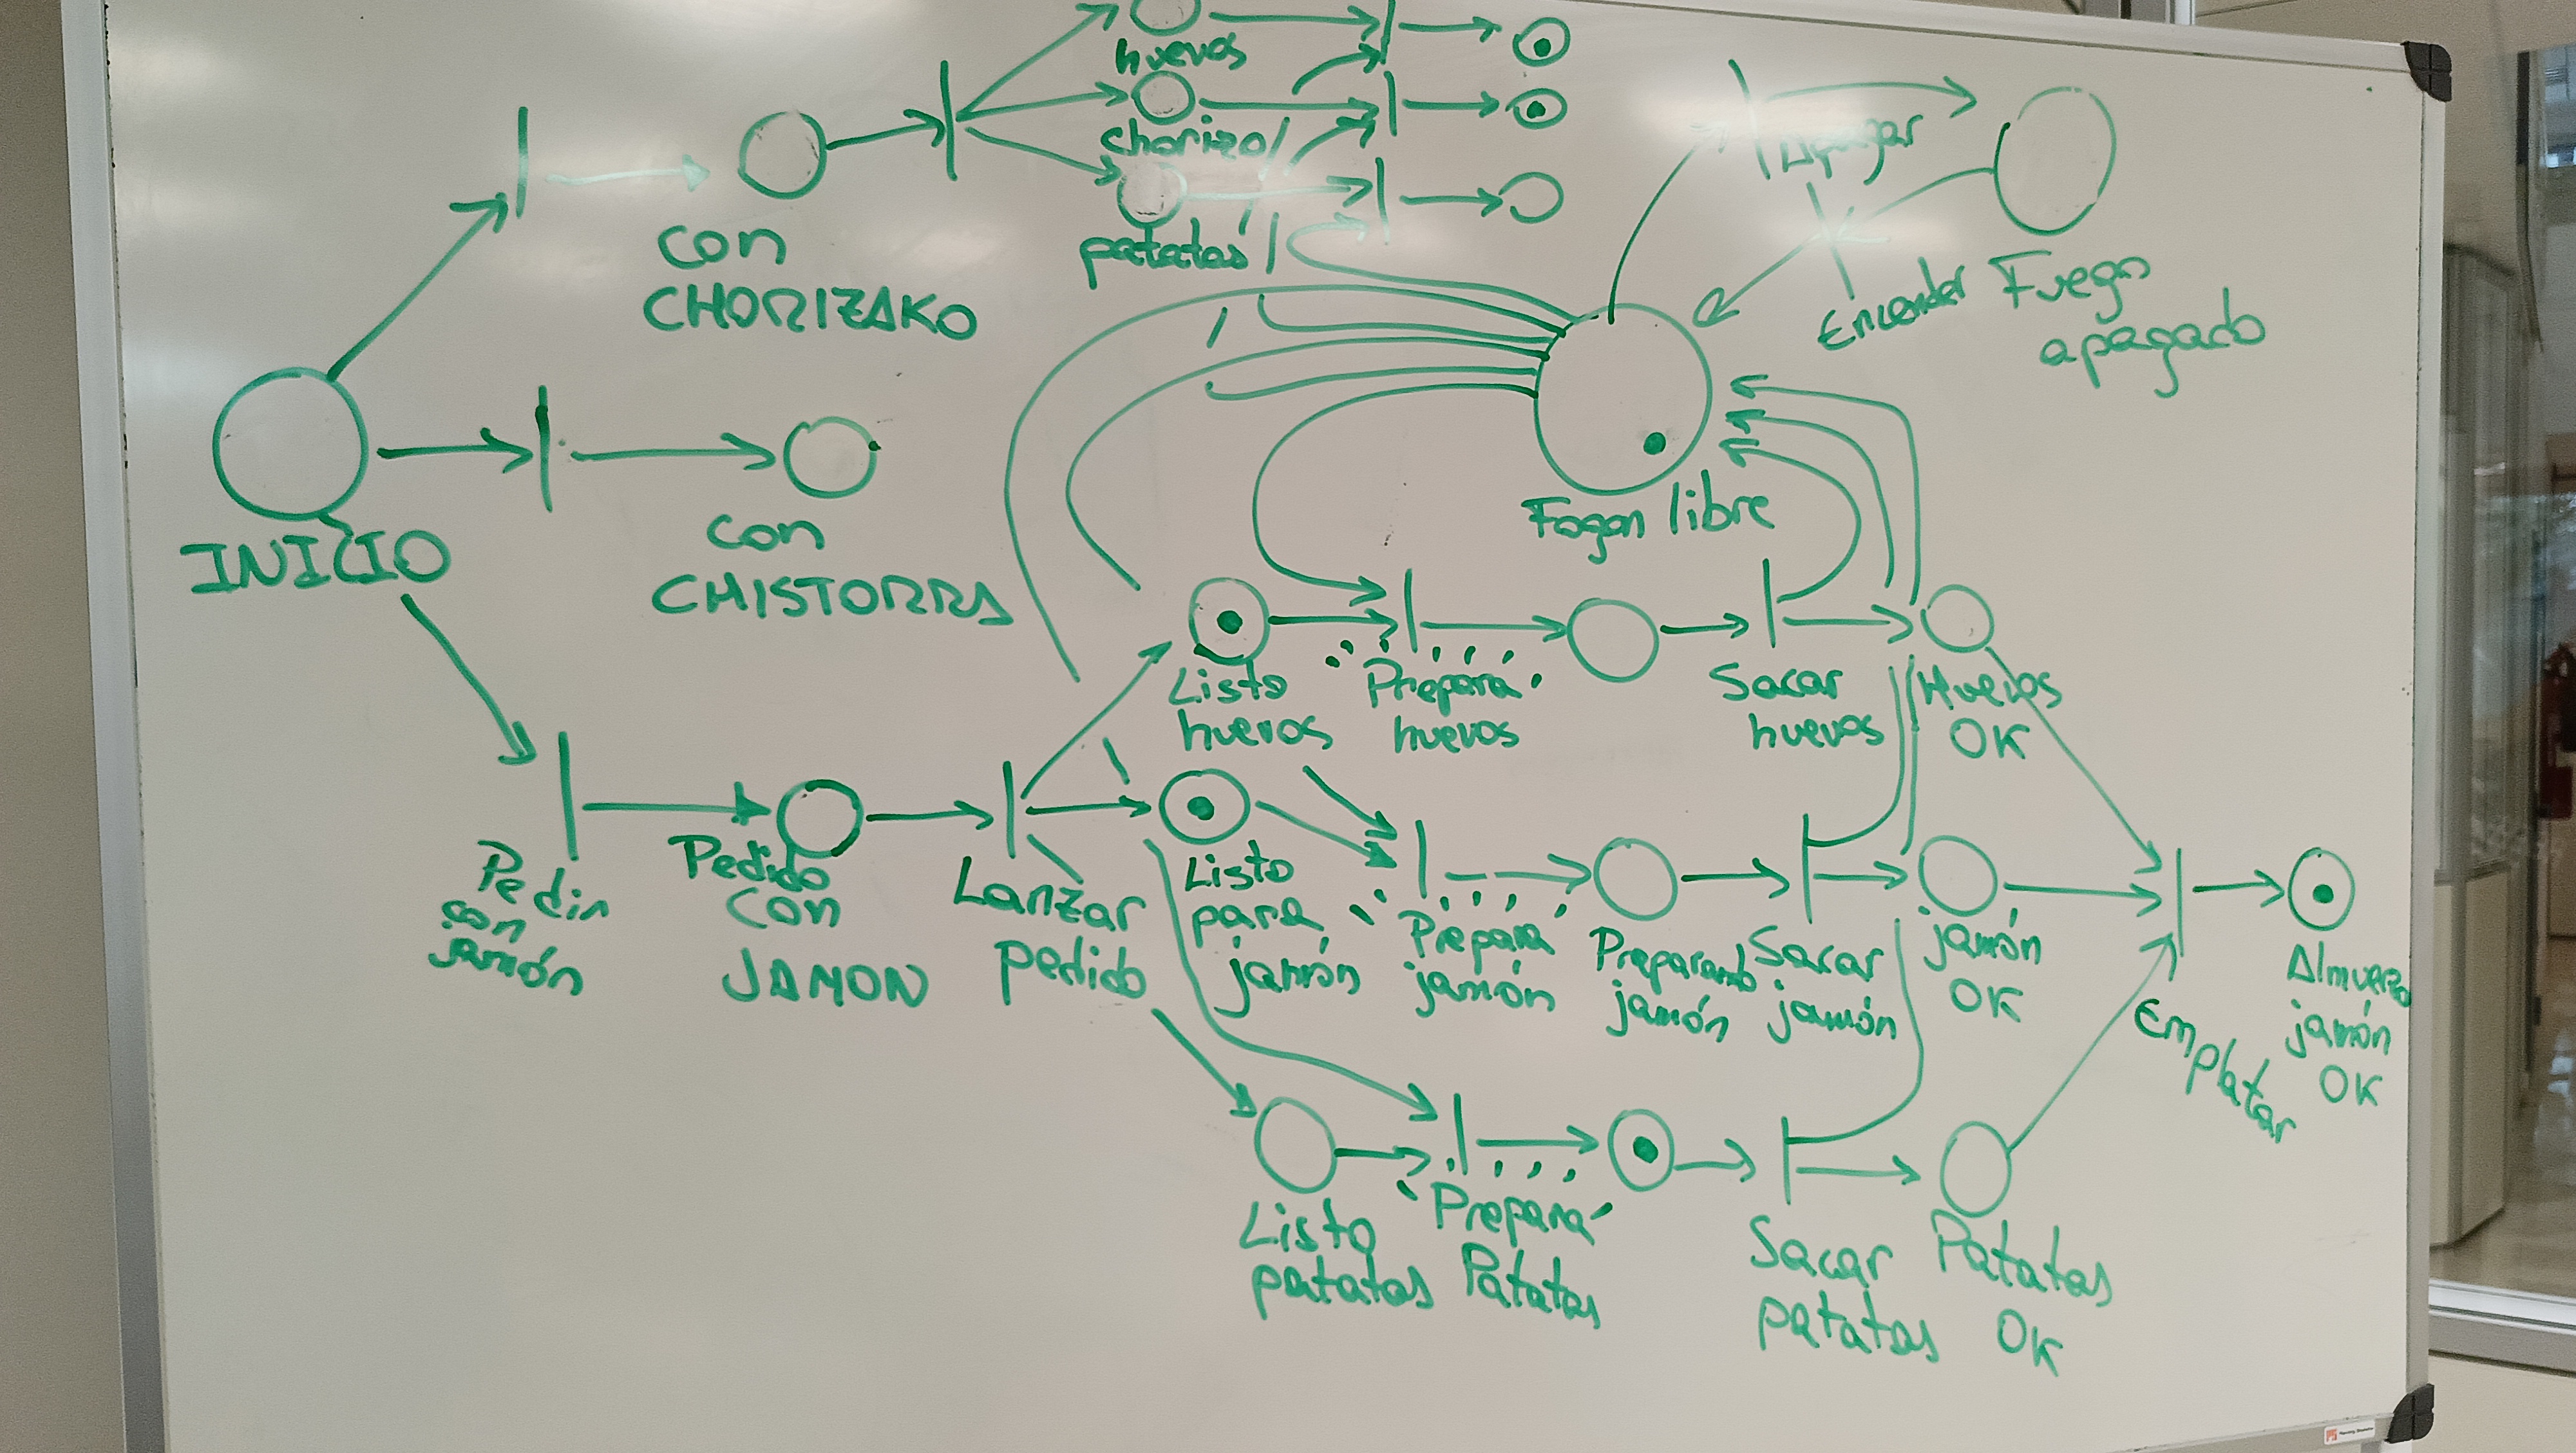 huevos
chorizo
patatas
Apagar
Encender
Fuego
apagado
con
CHORIZAKO
INICIO
con
CHISTORRA
Fogon libre
Listo
huevos
"Prepara"
huevos
Sacar
huevos
Huevos
OK
Pedir
con
jamón
Pedido
con
JAMON
Lanzar
pedido
Listo
para
jamón
"Prepara"
jamón
Preparando
jamón
Sacar
jamón
jamón
OK
Emplatar
Almuerzo
jamón
OK
Listo
patatas
"Prepara"
Patatas
Sacar
patatas
Patatas
OK